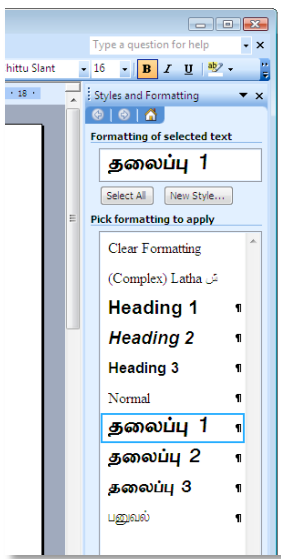 Type a question for help
hittu Slant 16 B I U ab
18
Styles and Formatting
Formatting of selected text
தலைப்பு 1
Select All New Style...
Pick formatting to apply
Clear Formatting
(Complex) Latha
Heading 1 ¶
Heading 2 ¶
Heading 3 ¶
Normal ¶
தலைப்பு 1 ¶
தலைப்பு 2 ¶
தலைப்பு 3 ¶
பனுவல் ¶